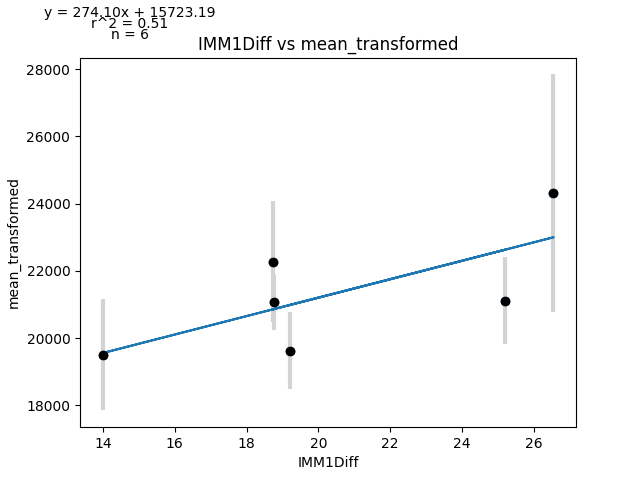 y = 274.10x + 15723.19
r^2 = 0.51
n = 6
IMM1Diff vs mean_transformed
28000
26000
24000
22000
20000
18000
mean_transformed
14 16 18 20 22 24 26
IMM1Diff